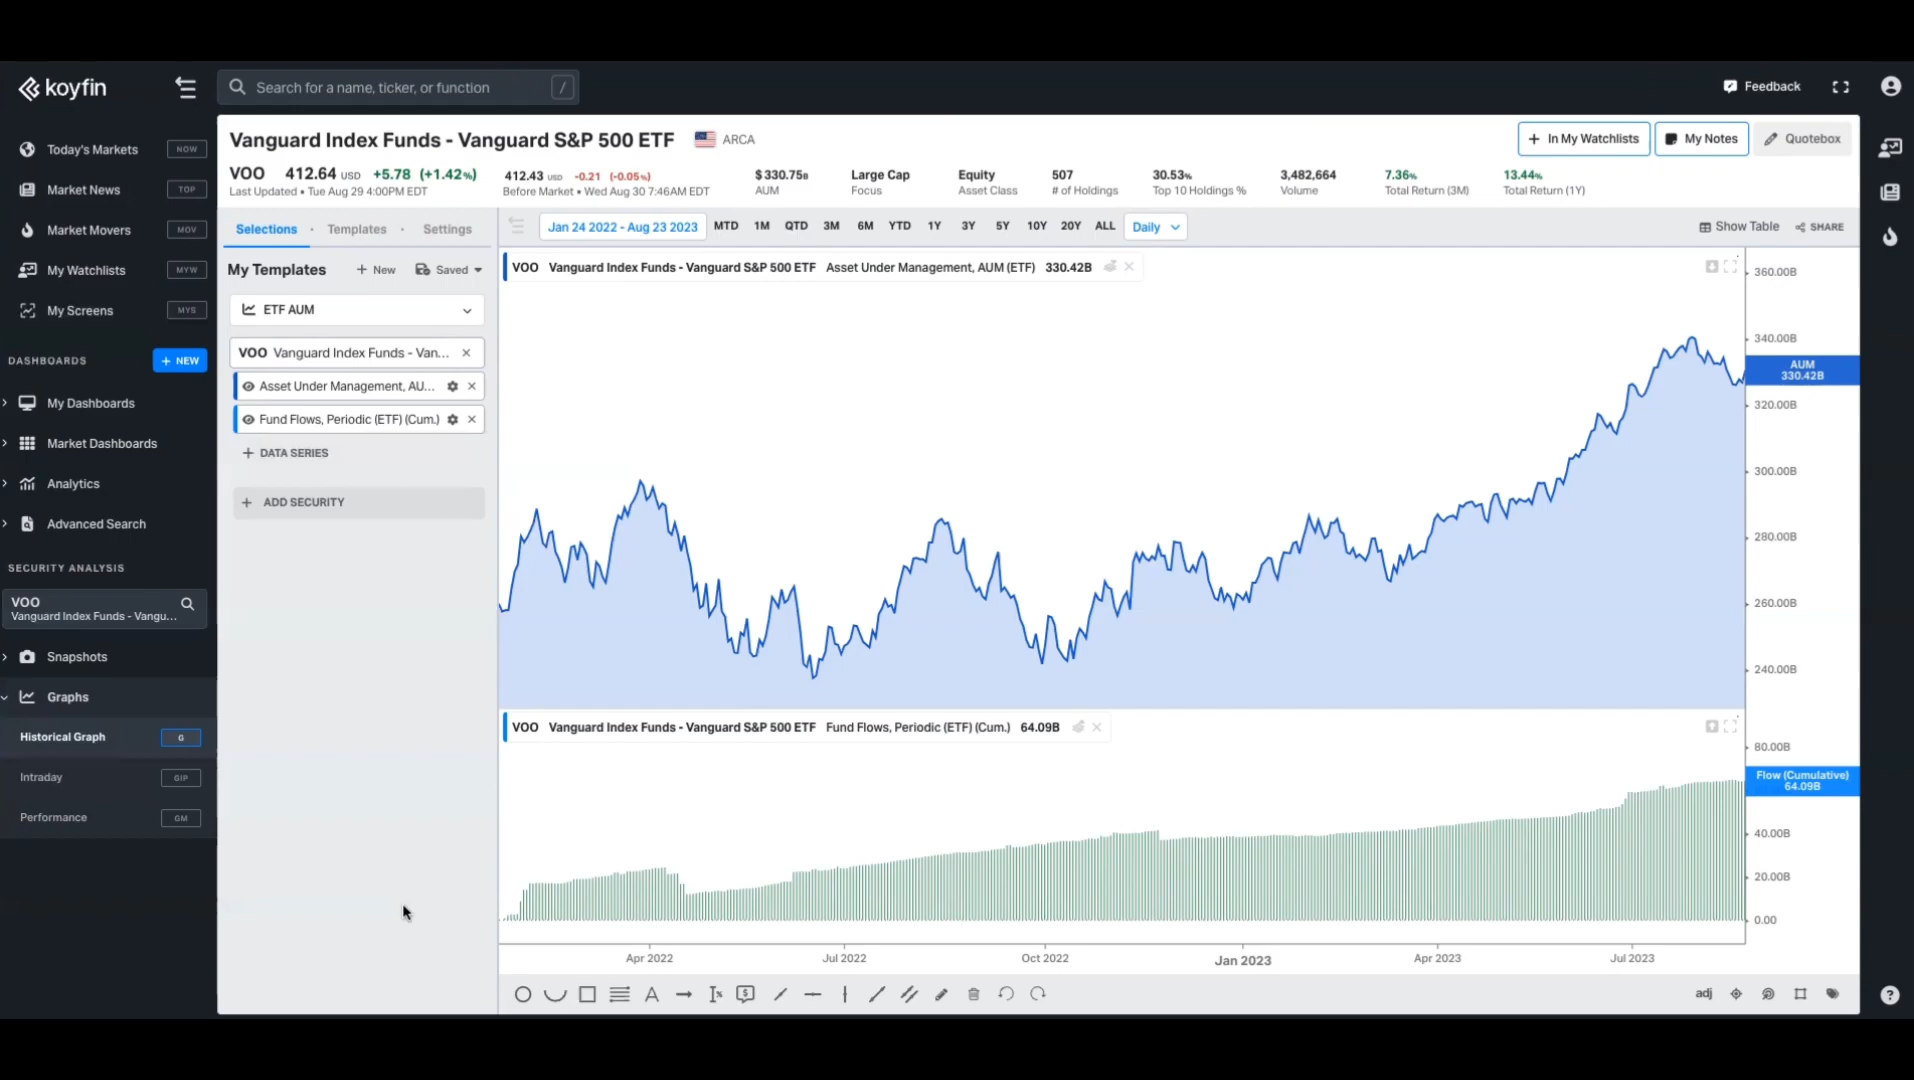 koyfin
Search for a name, ticker, or function /
Feedback
Today's Markets NOW
Market News TOP
Market Movers MOV
My Watchlists MYW
My Screens MYS
DASHBOARDS + NEW
My Dashboards
Market Dashboards
Analytics
Advanced Search
SECURITY ANALYSIS
VOO
Vanguard Index Funds - Vangu...
Snapshots
Graphs
Historical Graph G
Intraday GIP
Performance GM
Vanguard Index Funds - Vanguard S&P 500 ETF ARCA
+ In My Watchlists My Notes Quotebox
VOO 412.64 USD +5.78 (+1.42%)
Last Updated • Tue Aug 29 4:00PM EDT
412.43 USD -0.21 (-0.05%)
Before Market • Wed Aug 30 7:46AM EDT
$330.75B
AUM
Large Cap
Focus
Equity
Asset Class
507
# of Holdings
30.53%
Top 10 Holdings %
3,482,664
Volume
7.36%
Total Return (3M)
13.44%
Total Return (1Y)
Selections • Templates • Settings
My Templates + New Saved
ETF AUM
VOO Vanguard Index Funds - Van...
Asset Under Management, AU...
Fund Flows, Periodic (ETF) (Cum.)
+ DATA SERIES
+ ADD SECURITY
Jan 24 2022 - Aug 23 2023 MTD 1M QTD 3M 6M YTD 1Y 3Y 5Y 10Y 20Y ALL Daily Show Table SHARE
VOO Vanguard Index Funds - Vanguard S&P 500 ETF Asset Under Management, AUM (ETF) 330.42B
360.00B
340.00B
AUM
330.42B
320.00B
300.00B
280.00B
260.00B
240.00B
VOO Vanguard Index Funds - Vanguard S&P 500 ETF Fund Flows, Periodic (ETF) (Cum.) 64.09B
80.00B
Flow (Cumulative)
64.09B
40.00B
20.00B
0.00
Apr 2022 Jul 2022 Oct 2022 Jan 2023 Apr 2023 Jul 2023
adj